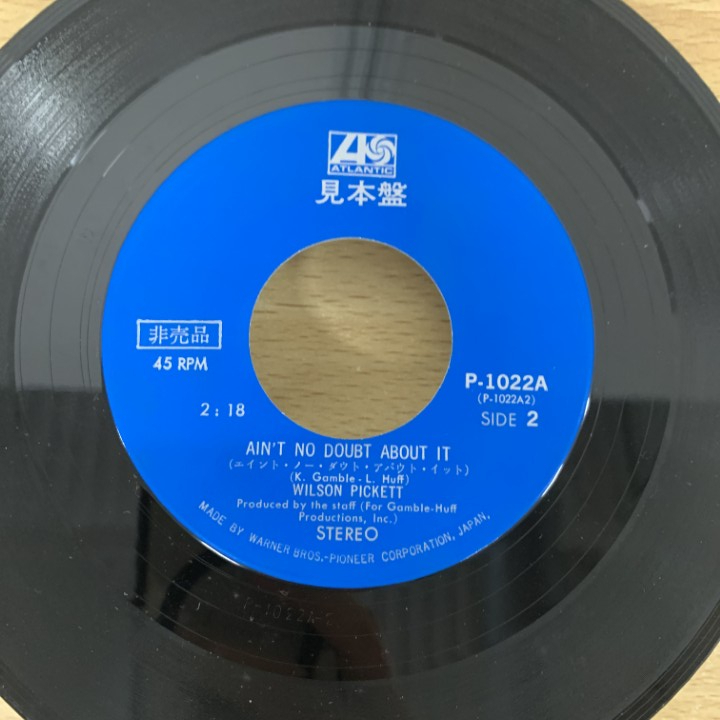 ATLANTIC
見本盤
非売品
45 RPM
P-1022A
(P-1022A2)
2:18
SIDE 2
AIN'T NO DOUBT ABOUT IT
(エイント・ノー・ダウト・アバウト・イット)
(K. Gamble-L. Huff)
WILSON PICKETT
Produced by the staff (For Gamble-Huff
Productions, Inc.)
STEREO
MADE BY WARNER BROS.-PIONEER CORPORATION, JAPAN.